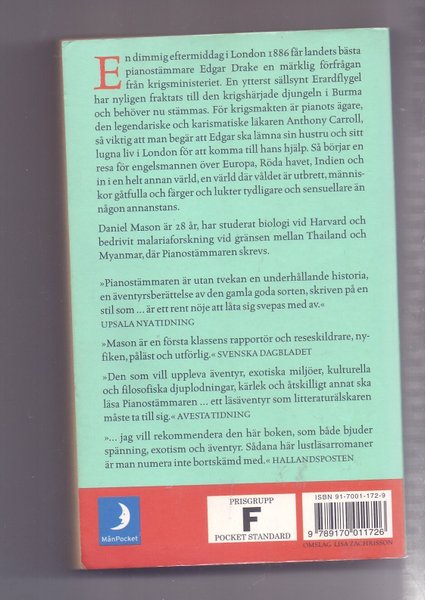 En dimmig eftermiddag i London 1886 får landets bästa
pianostämmare Edgar Drake en märklig förfrågan
från krigsministeriet. En ytterst sällsynt Erardflygel
har nyligen fraktats till den krigshärjade djungeln i Burma
och behöver nu stämmas. För krigsmakten är pianots ägare,
den legendariske och karismatiske läkaren Anthony Carroll,
så viktig att man begär att Edgar ska lämna sin hustru och sitt
lugna liv i London för att komma till hans hjälp. Så börjar en
resa för engelsmannen över Europa, Röda havet, Indien och
in i en helt annan värld, en värld där våldet är utbrett, männis-
kor gåtfulla och färger och lukter tydligare och sensuellare än
någon annanstans.
Daniel Mason är 28 år, har studerat biologi vid Harvard och
bedrivit malariaforskning vid gränsen mellan Thailand och
Myanmar, där Pianostämmaren skrevs.
»Pianostämmaren är utan tvekan en underhållande historia,
en äventyrsberättelse av den gamla goda sorten, skriven på en
stil som ... är ett rent nöje att låta sig svepas med av.«
UPSALA NYA TIDNING
»Mason är en första klassens rapportör och reseskildrare, ny-
fiken, påläst och utförlig.« SVENSKA DAGBLADET
»Den som vill uppleva äventyr, exotiska miljöer, kulturella
och filosofiska djuplodningar, kärlek och åtskilligt annat ska
läsa Pianostämmaren ... ett läsäventyr som litteraturälskaren
måste ta till sig.« AVESTA TIDNING
»... jag vill rekommendera den här boken, som både bjuder
spänning, exotism och äventyr. Sådana här lustläsarromaner
är man numera inte bortskämd med.« HALLANDSPOSTEN
MånPocket
PRISGRUPP
F
POCKET STANDARD
ISBN 91-7001-172-9
9 789170 011726
OMSLAG: LISA ZACHRISSON